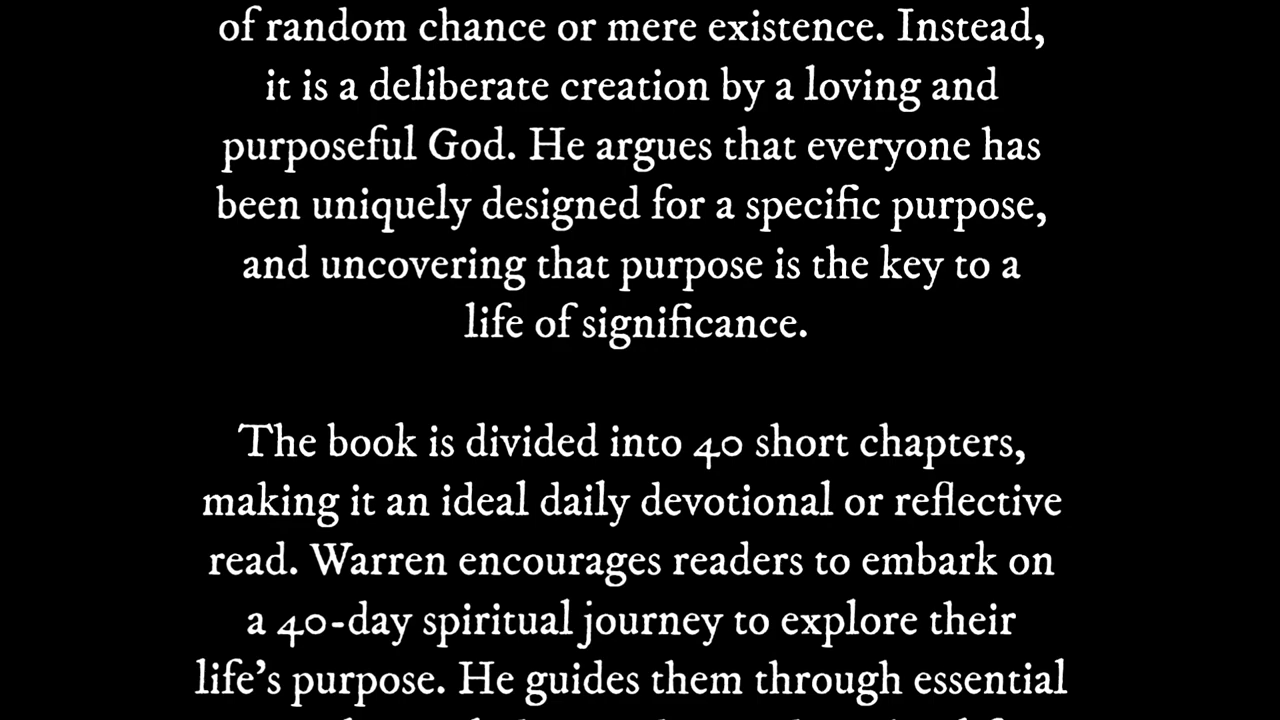 of random chance or mere existence. Instead,
it is a deliberate creation by a loving and
purposeful God. He argues that everyone has
been uniquely designed for a specific purpose,
and uncovering that purpose is the key to a
life of significance.
The book is divided into 40 short chapters,
making it an ideal daily devotional or reflective
read. Warren encourages readers to embark on
a 40-day spiritual journey to explore their
life's purpose. He guides them through essential